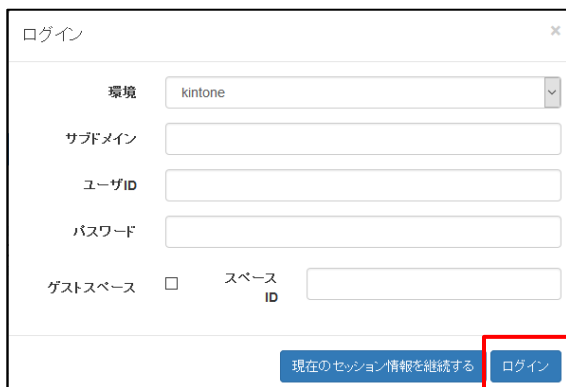 ログイン ×
環境 kintone
サブドメイン
ユーザID
パスワード
ゲストスペース スペース
ID
現在のセッション情報を継続する ログイン